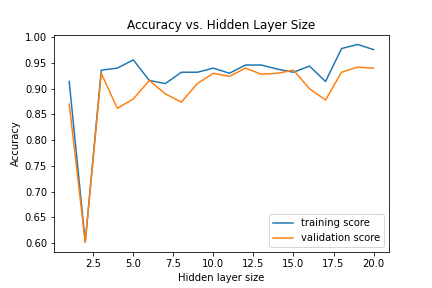 Accuracy vs. Hidden Layer Size
1.00
0.95
0.90
0.85
0.80
0.75
0.70
0.65
0.60
Accuracy
training score
validation score
2.5 5.0 7.5 10.0 12.5 15.0 17.5 20.0
Hidden layer size